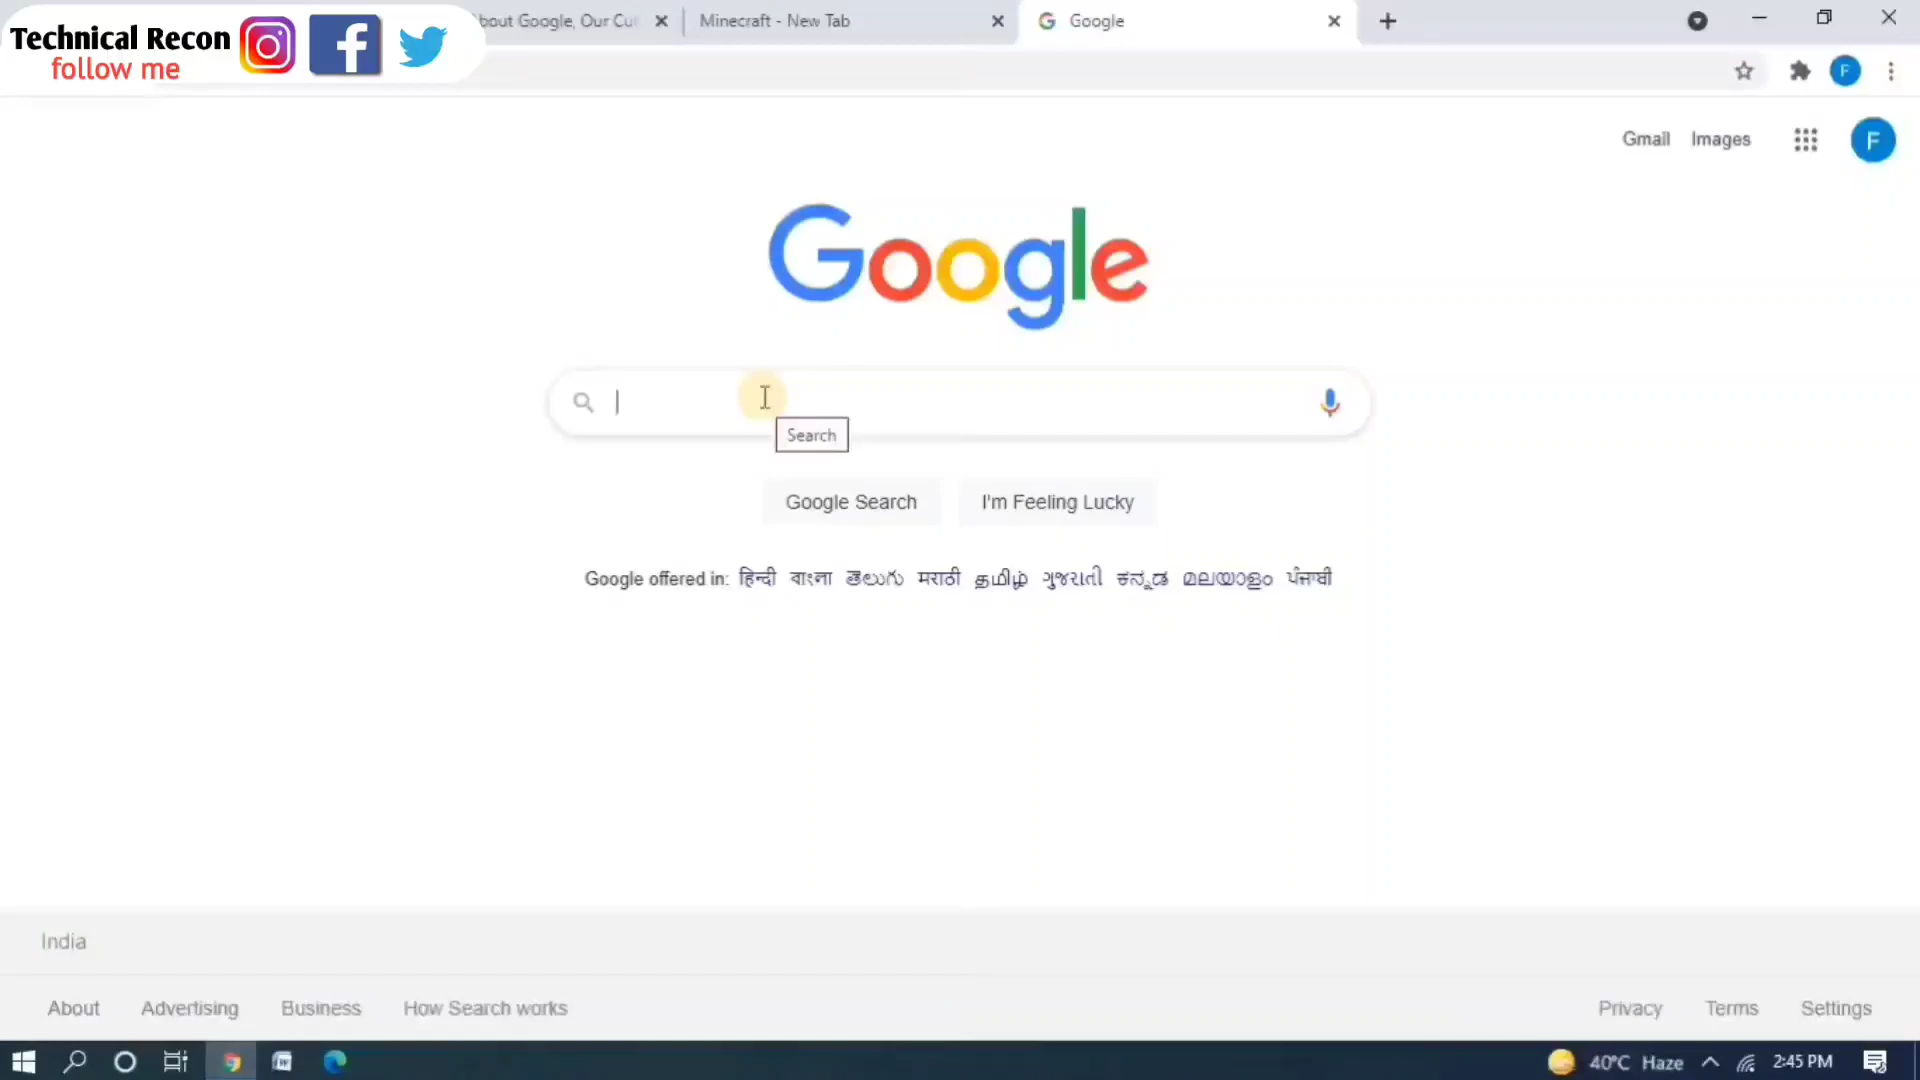 Technical Recon
follow me
bout Google, Our Cu
Minecraft - New Tab
Google
F
Gmail
Images
F
Google
Search
Google Search
I'm Feeling Lucky
Google offered in: हिन्दी বাংলা తెలుగు मराठी தமிழ் ગુજરાતી ಕನ್ನಡ മലയാളം ਪੰਜਾਬੀ
India
About Advertising Business How Search works
Privacy Terms Settings
40°C Haze
2:45 PM